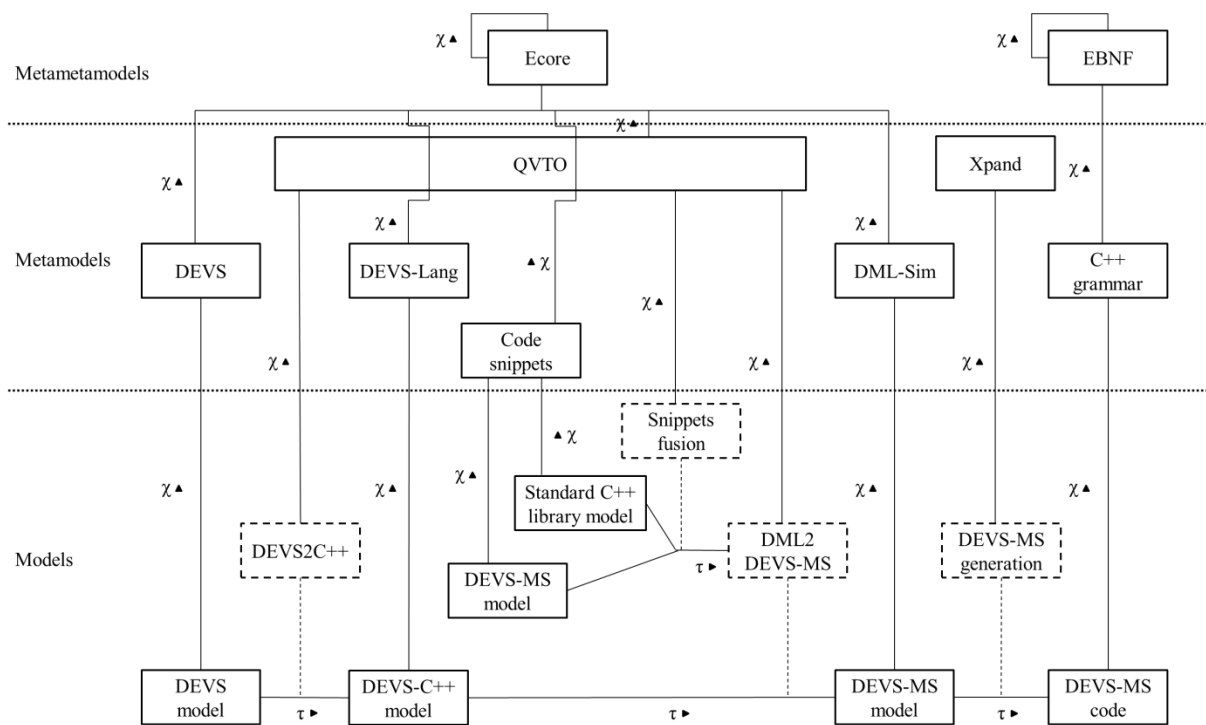 χ▲
Ecore
χ▲
EBNF
Metametamodels
χ▲
QVTO
Xpand
χ▲
χ▲
χ▲
χ▲
Metamodels
DEVS
DEVS-Lang
▲χ
DML-Sim
C++
grammar
χ▲
Code
snippets
χ▲
χ▲
χ▲
Snippets
fusion
▲χ
χ▲
χ▲
χ▲
Standard C++
library model
χ▲
χ▲
Models
DEVS2C++
DML2
DEVS-MS
DEVS-MS
generation
τ ►
DEVS-MS
model
DEVS
model
DEVS-C++
model
DEVS-MS
model
DEVS-MS
code
τ ►
τ ►
τ ►